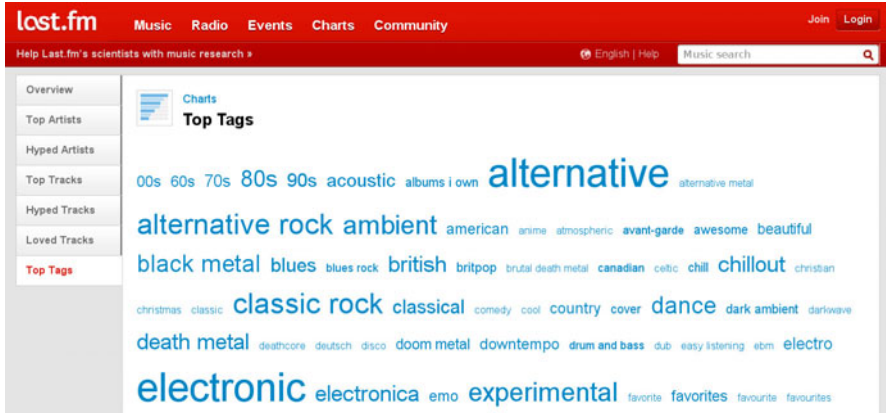 last.fm Music Radio Events Charts Community Join Login
Help Last.fm's scientists with music research » English | Help Music search
Overview
Top Artists
Hyped Artists
Top Tracks
Hyped Tracks
Loved Tracks
Top Tags
Charts
Top Tags
00s 60s 70s 80s 90s acoustic albums i own alternative alternative metal
alternative rock ambient american anime atmospheric avant-garde awesome beautiful
black metal blues blues rock british britpop brutal death metal canadian celtic chill chillout christian
christmas classic classic rock classical comedy cool country cover dance dark ambient darkwave
death metal deathcore deutsch disco doom metal downtempo drum and bass dub easy listening ebm electro
electronic electronica emo experimental favorite favorites favourite favourites